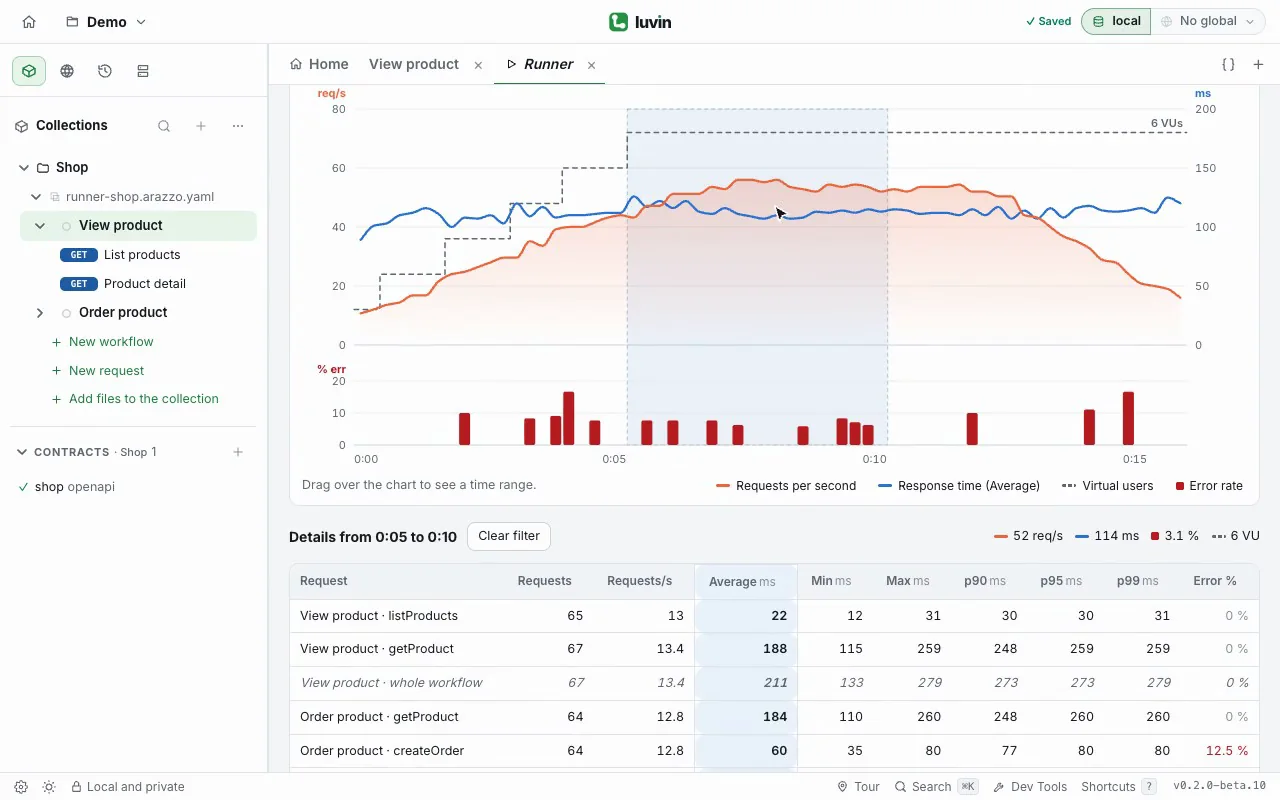 Demo
luvin
Saved
local
No global
Home
View product
Runner
Collections
Shop
runner-shop.arazzo.yaml
View product
GET List products
GET Product detail
Order product
+ New workflow
+ New request
+ Add files to the collection
CONTRACTS · Shop 1
shop openapi
req/s
ms
80
60
40
20
0
200
150
100
50
0
6 VUs
% err
20
10
0
0:00
0:05
0:10
0:15
Drag over the chart to see a time range.
Requests per second
Response time (Average)
Virtual users
Error rate
Details from 0:05 to 0:10
Clear filter
52 req/s
114 ms
3.1 %
6 VU
Request Requests Requests/s Average ms Min ms Max ms p90 ms p95 ms p99 ms Error %
View product · listProducts 65 13 22 12 31 30 30 31 0 %
View product · getProduct 67 13.4 188 115 259 248 259 259 0 %
View product · whole workflow 67 13.4 211 133 279 273 273 279 0 %
Order product · getProduct 64 12.8 184 110 260 248 260 260 0 %
Order product · createOrder 64 12.8 60 35 80 77 80 80 12.5 %
Local and private
Tour
Search ⌘K
Dev Tools
Shortcuts ?
v0.2.0-beta.10